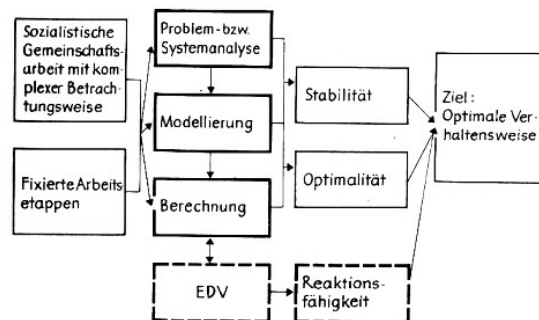 Sozialistische
Gemeinschafts-
arbeit mit kom-
plexer Betrach-
tungsweise
Fixierte Arbeits
etappen
Problem- bzw.
Systemanalyse
Modellierung
Berechnung
EDV
Stabilität
Optimalität
Reaktions-
fähigkeit
Ziel:
Optimale Ver-
haltensweise